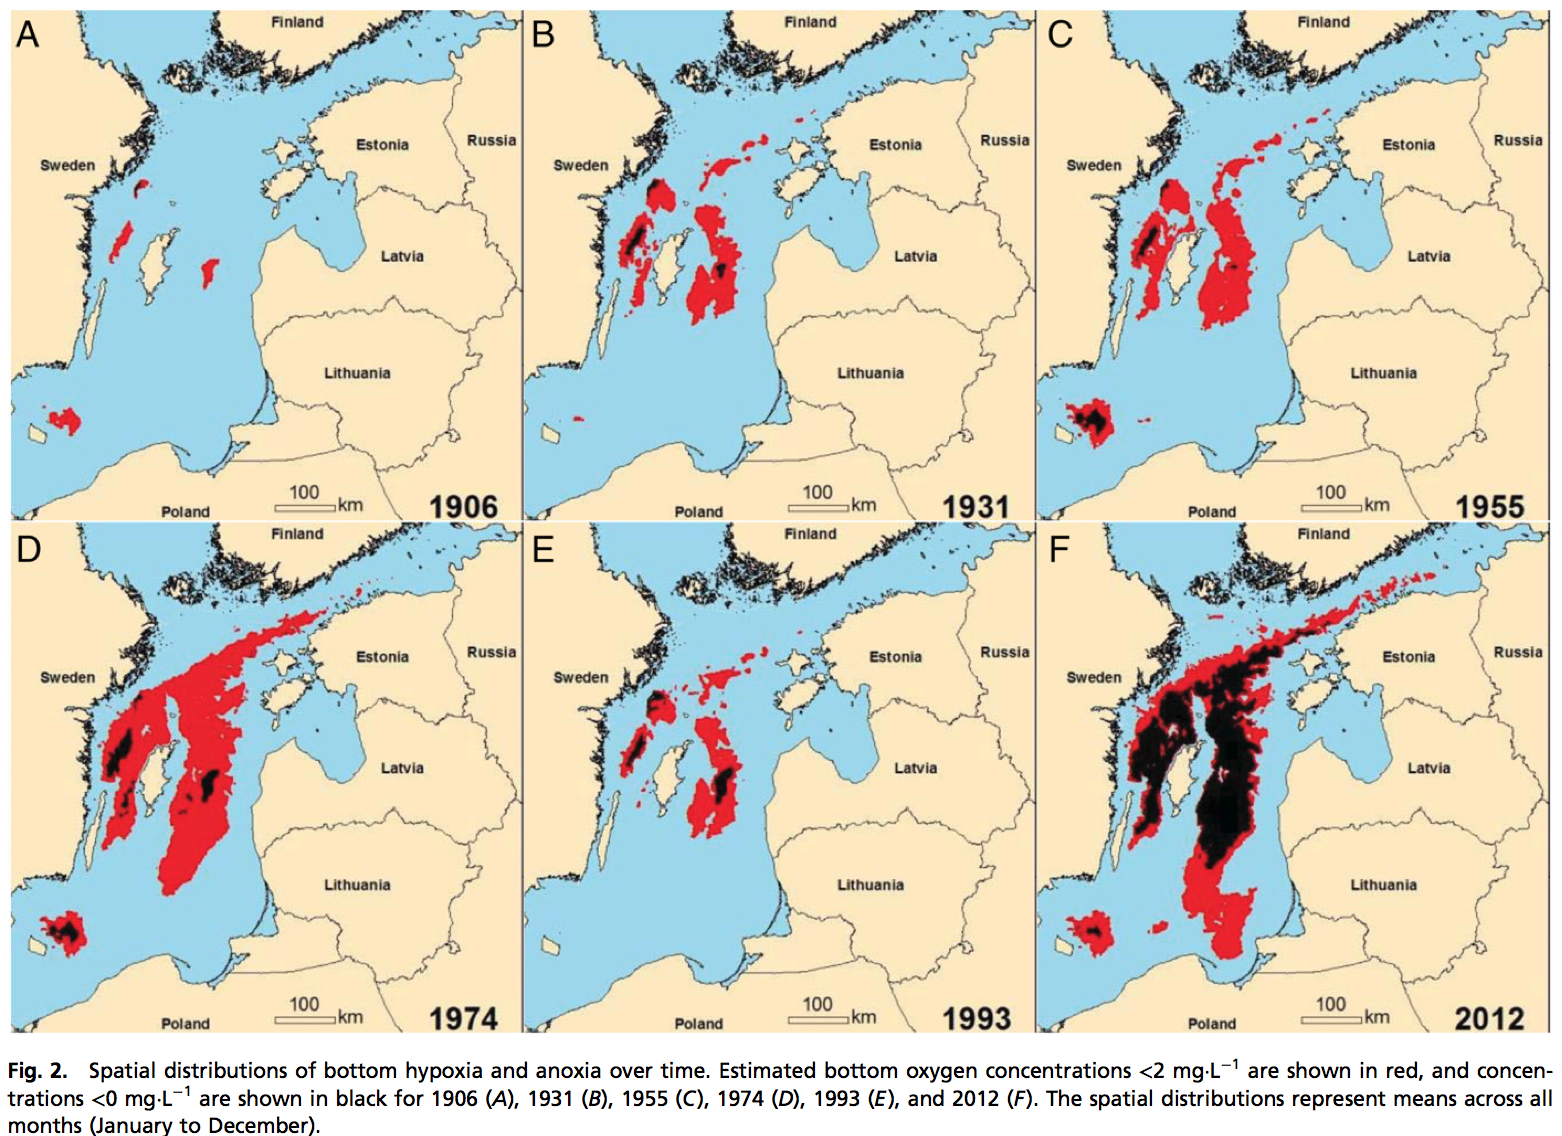 A
Finland
Sweden
Estonia
Russia
Latvia
Lithuania
100
km
Poland
1906
B
Finland
Sweden
Estonia
Russia
Latvia
Lithuania
100
km
Poland
1931
C
Finland
Sweden
Estonia
Russia
Latvia
Lithuania
100
km
Poland
1955
D
Finland
Sweden
Estonia
Russia
Latvia
Lithuania
100
km
Poland
1974
E
Finland
Sweden
Estonia
Russia
Latvia
Lithuania
100
km
Poland
1993
F
Finland
Sweden
Estonia
Russia
Latvia
Lithuania
100
km
Poland
2012
Fig. 2. Spatial distributions of bottom hypoxia and anoxia over time. Estimated bottom oxygen concentrations <2 mg·L⁻¹ are shown in red, and concen-
trations <0 mg·L⁻¹ are shown in black for 1906 (A), 1931 (B), 1955 (C), 1974 (D), 1993 (E), and 2012 (F). The spatial distributions represent means across all
months (January to December).